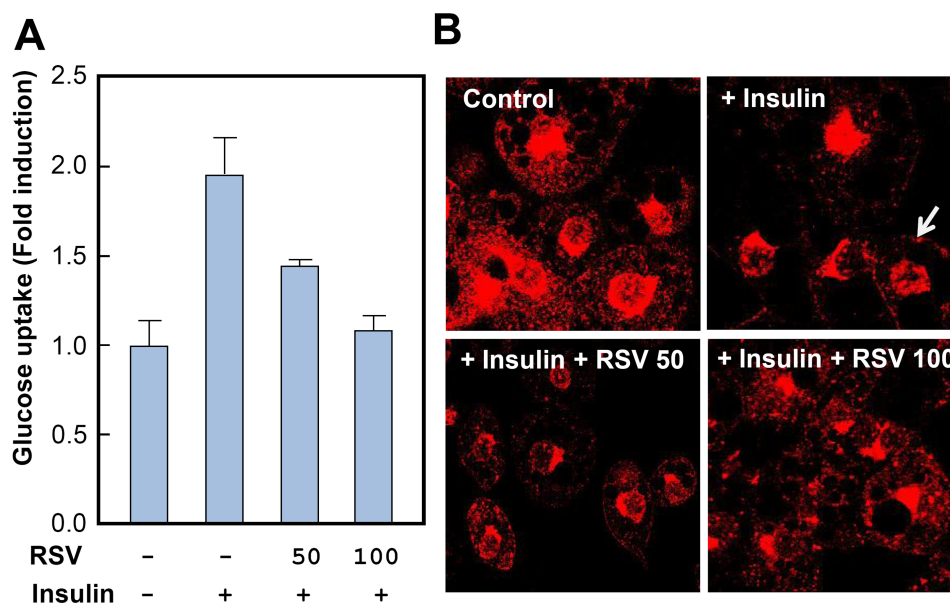 A
B
Glucose uptake (Fold induction)
2.5
2.0
1.5
1.0
0.5
0.0
RSV – – 50 100
Insulin – + + +
Control
+ Insulin
+ Insulin + RSV 50
+ Insulin + RSV 100